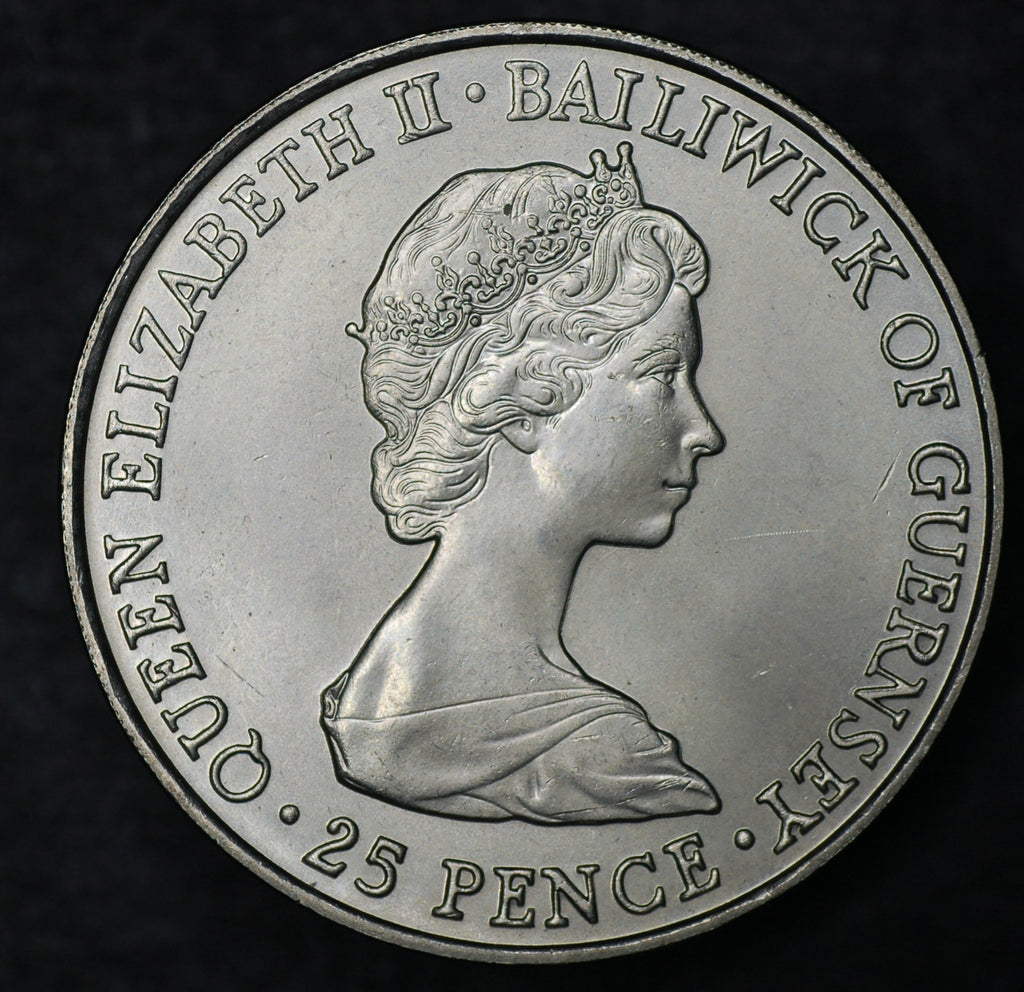 QUEEN ELIZABETH II · BAILIWICK OF GUERNSEY ·
25 PENCE ·